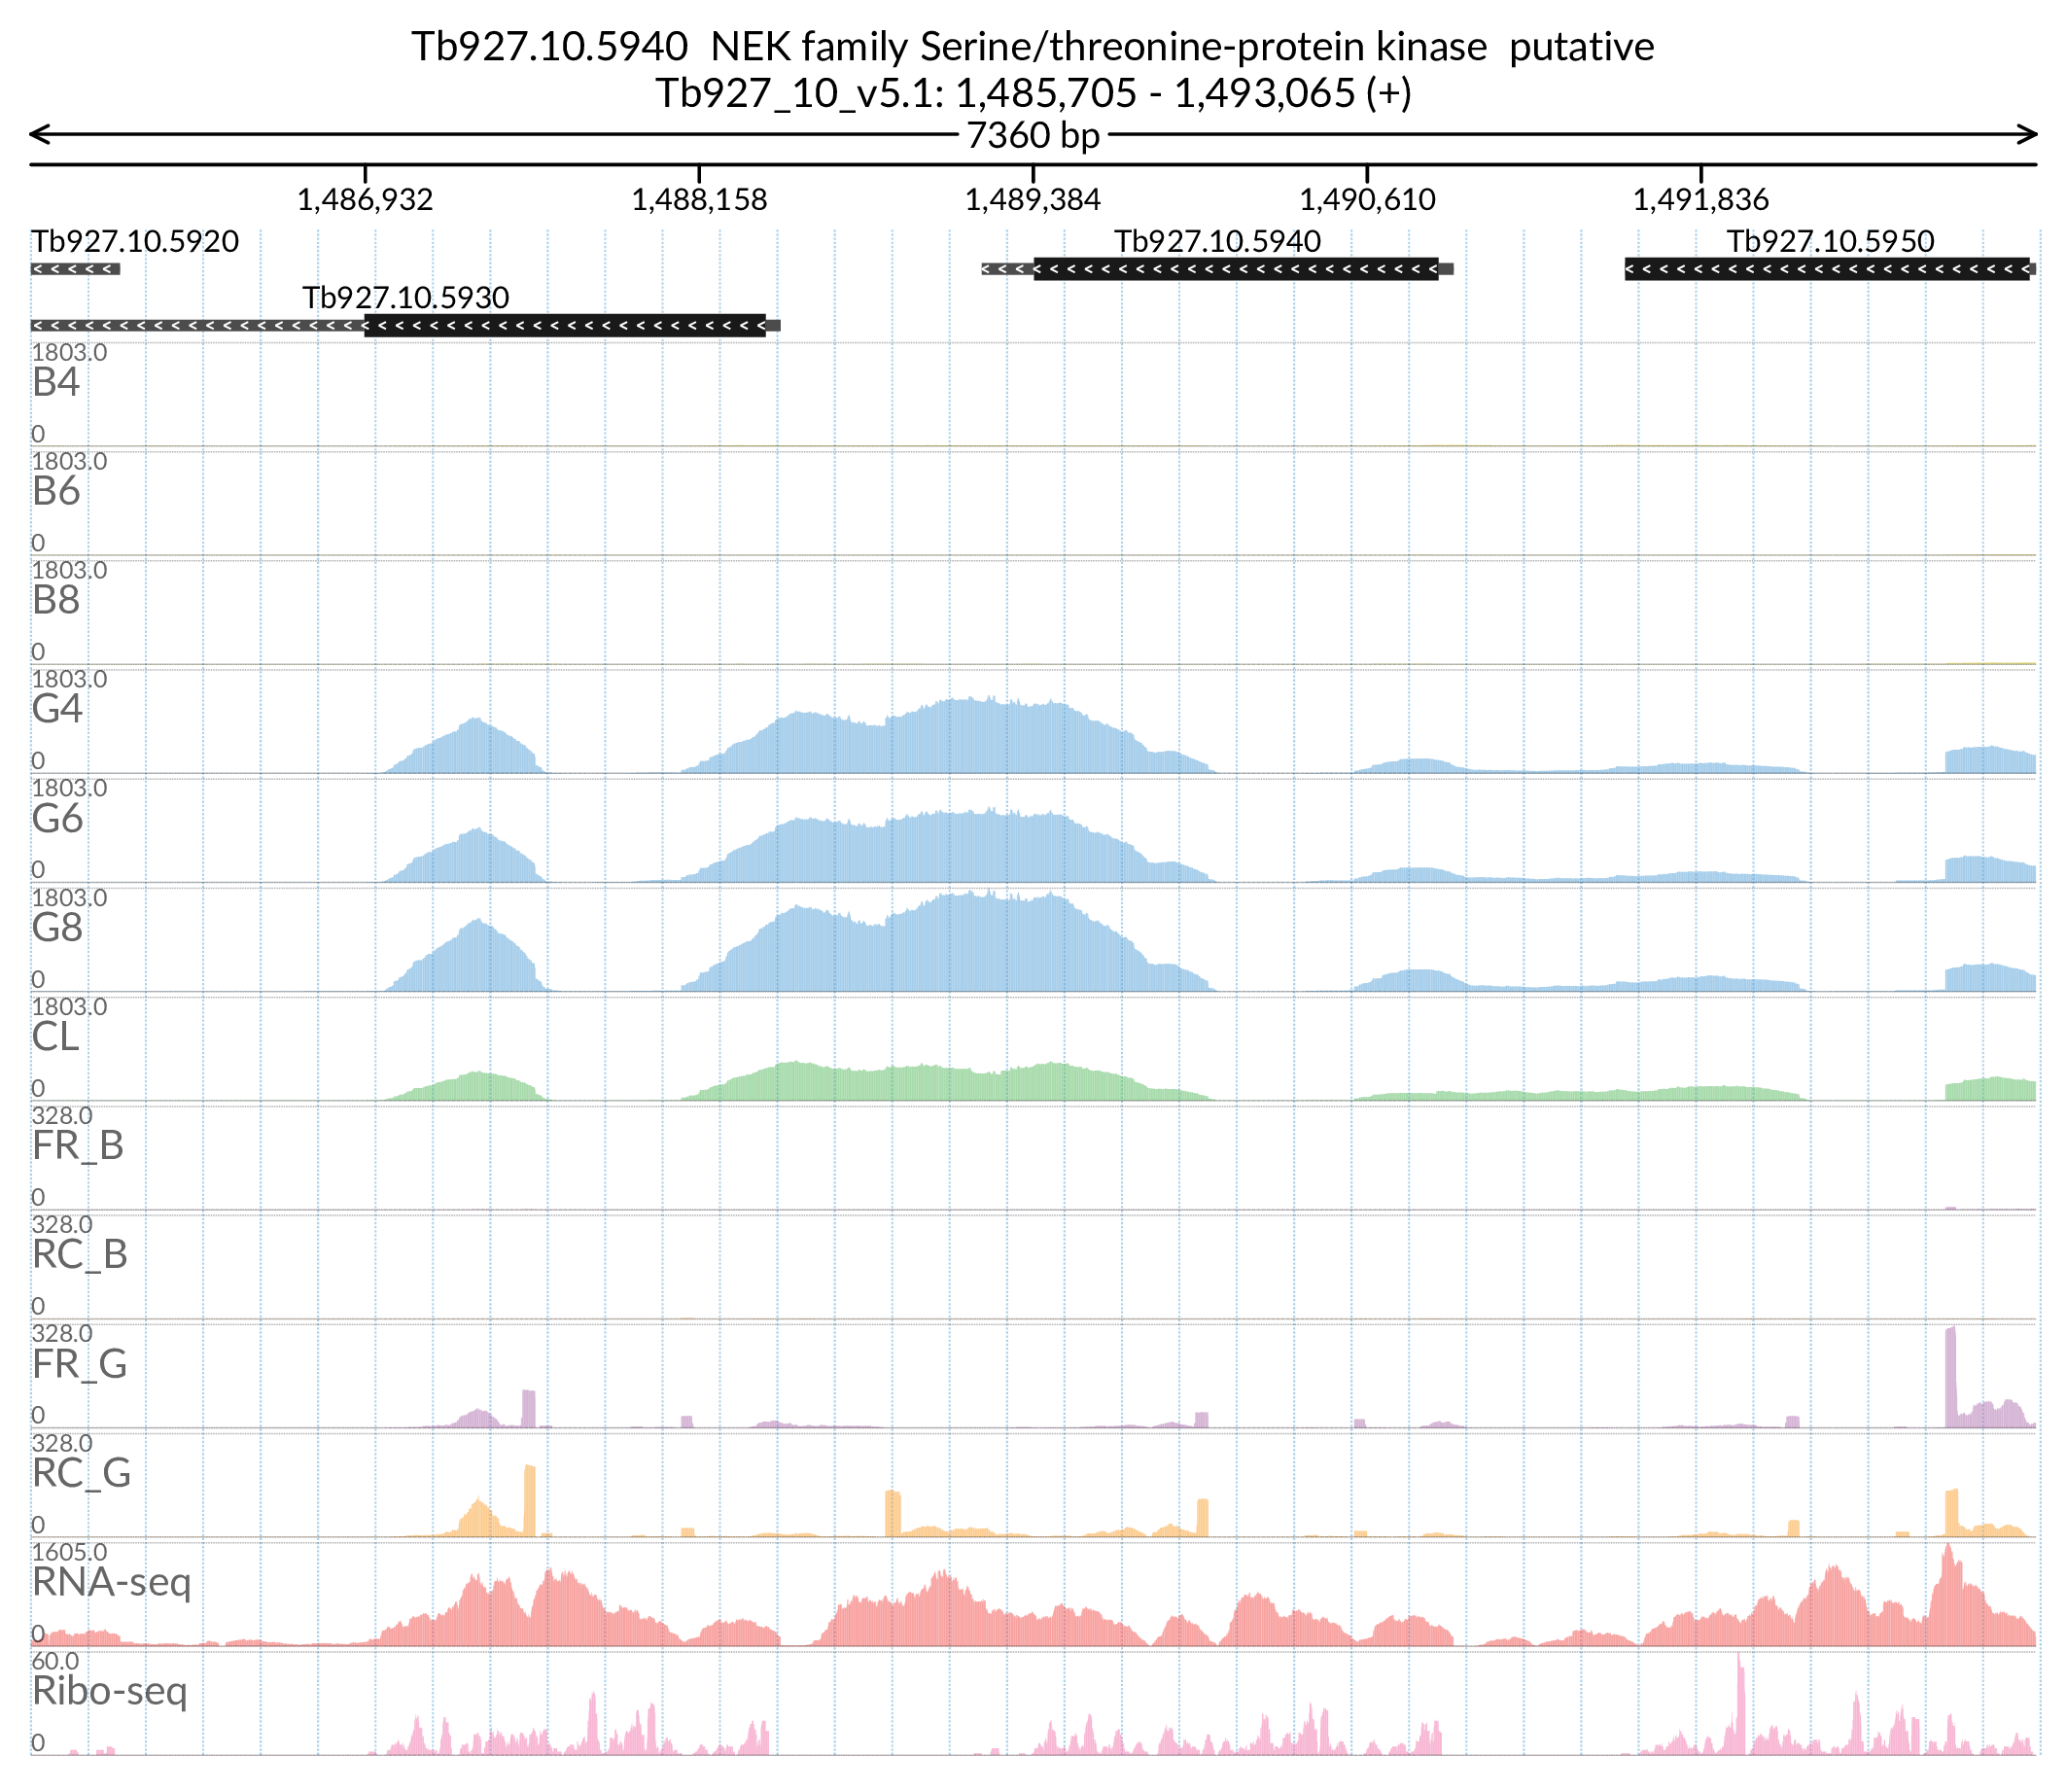 Tb927.10.5940 NEK family Serine/threonine-protein kinase putative
Tb927_10_v5.1: 1,485,705 - 1,493,065 (+)
7360 bp
1,486,932 1,488,158 1,489,384 1,490,610 1,491,836
Tb927.10.5920 Tb927.10.5940 Tb927.10.5950
Tb927.10.5930
1803.0
B4
0
1803.0
B6
0
1803.0
B8
0
1803.0
G4
0
1803.0
G6
0
1803.0
G8
0
1803.0
CL
0
328.0
FR_B
0
328.0
RC_B
0
328.0
FR_G
0
328.0
RC_G
0
1605.0
RNA-seq
0
60.0
Ribo-seq
0